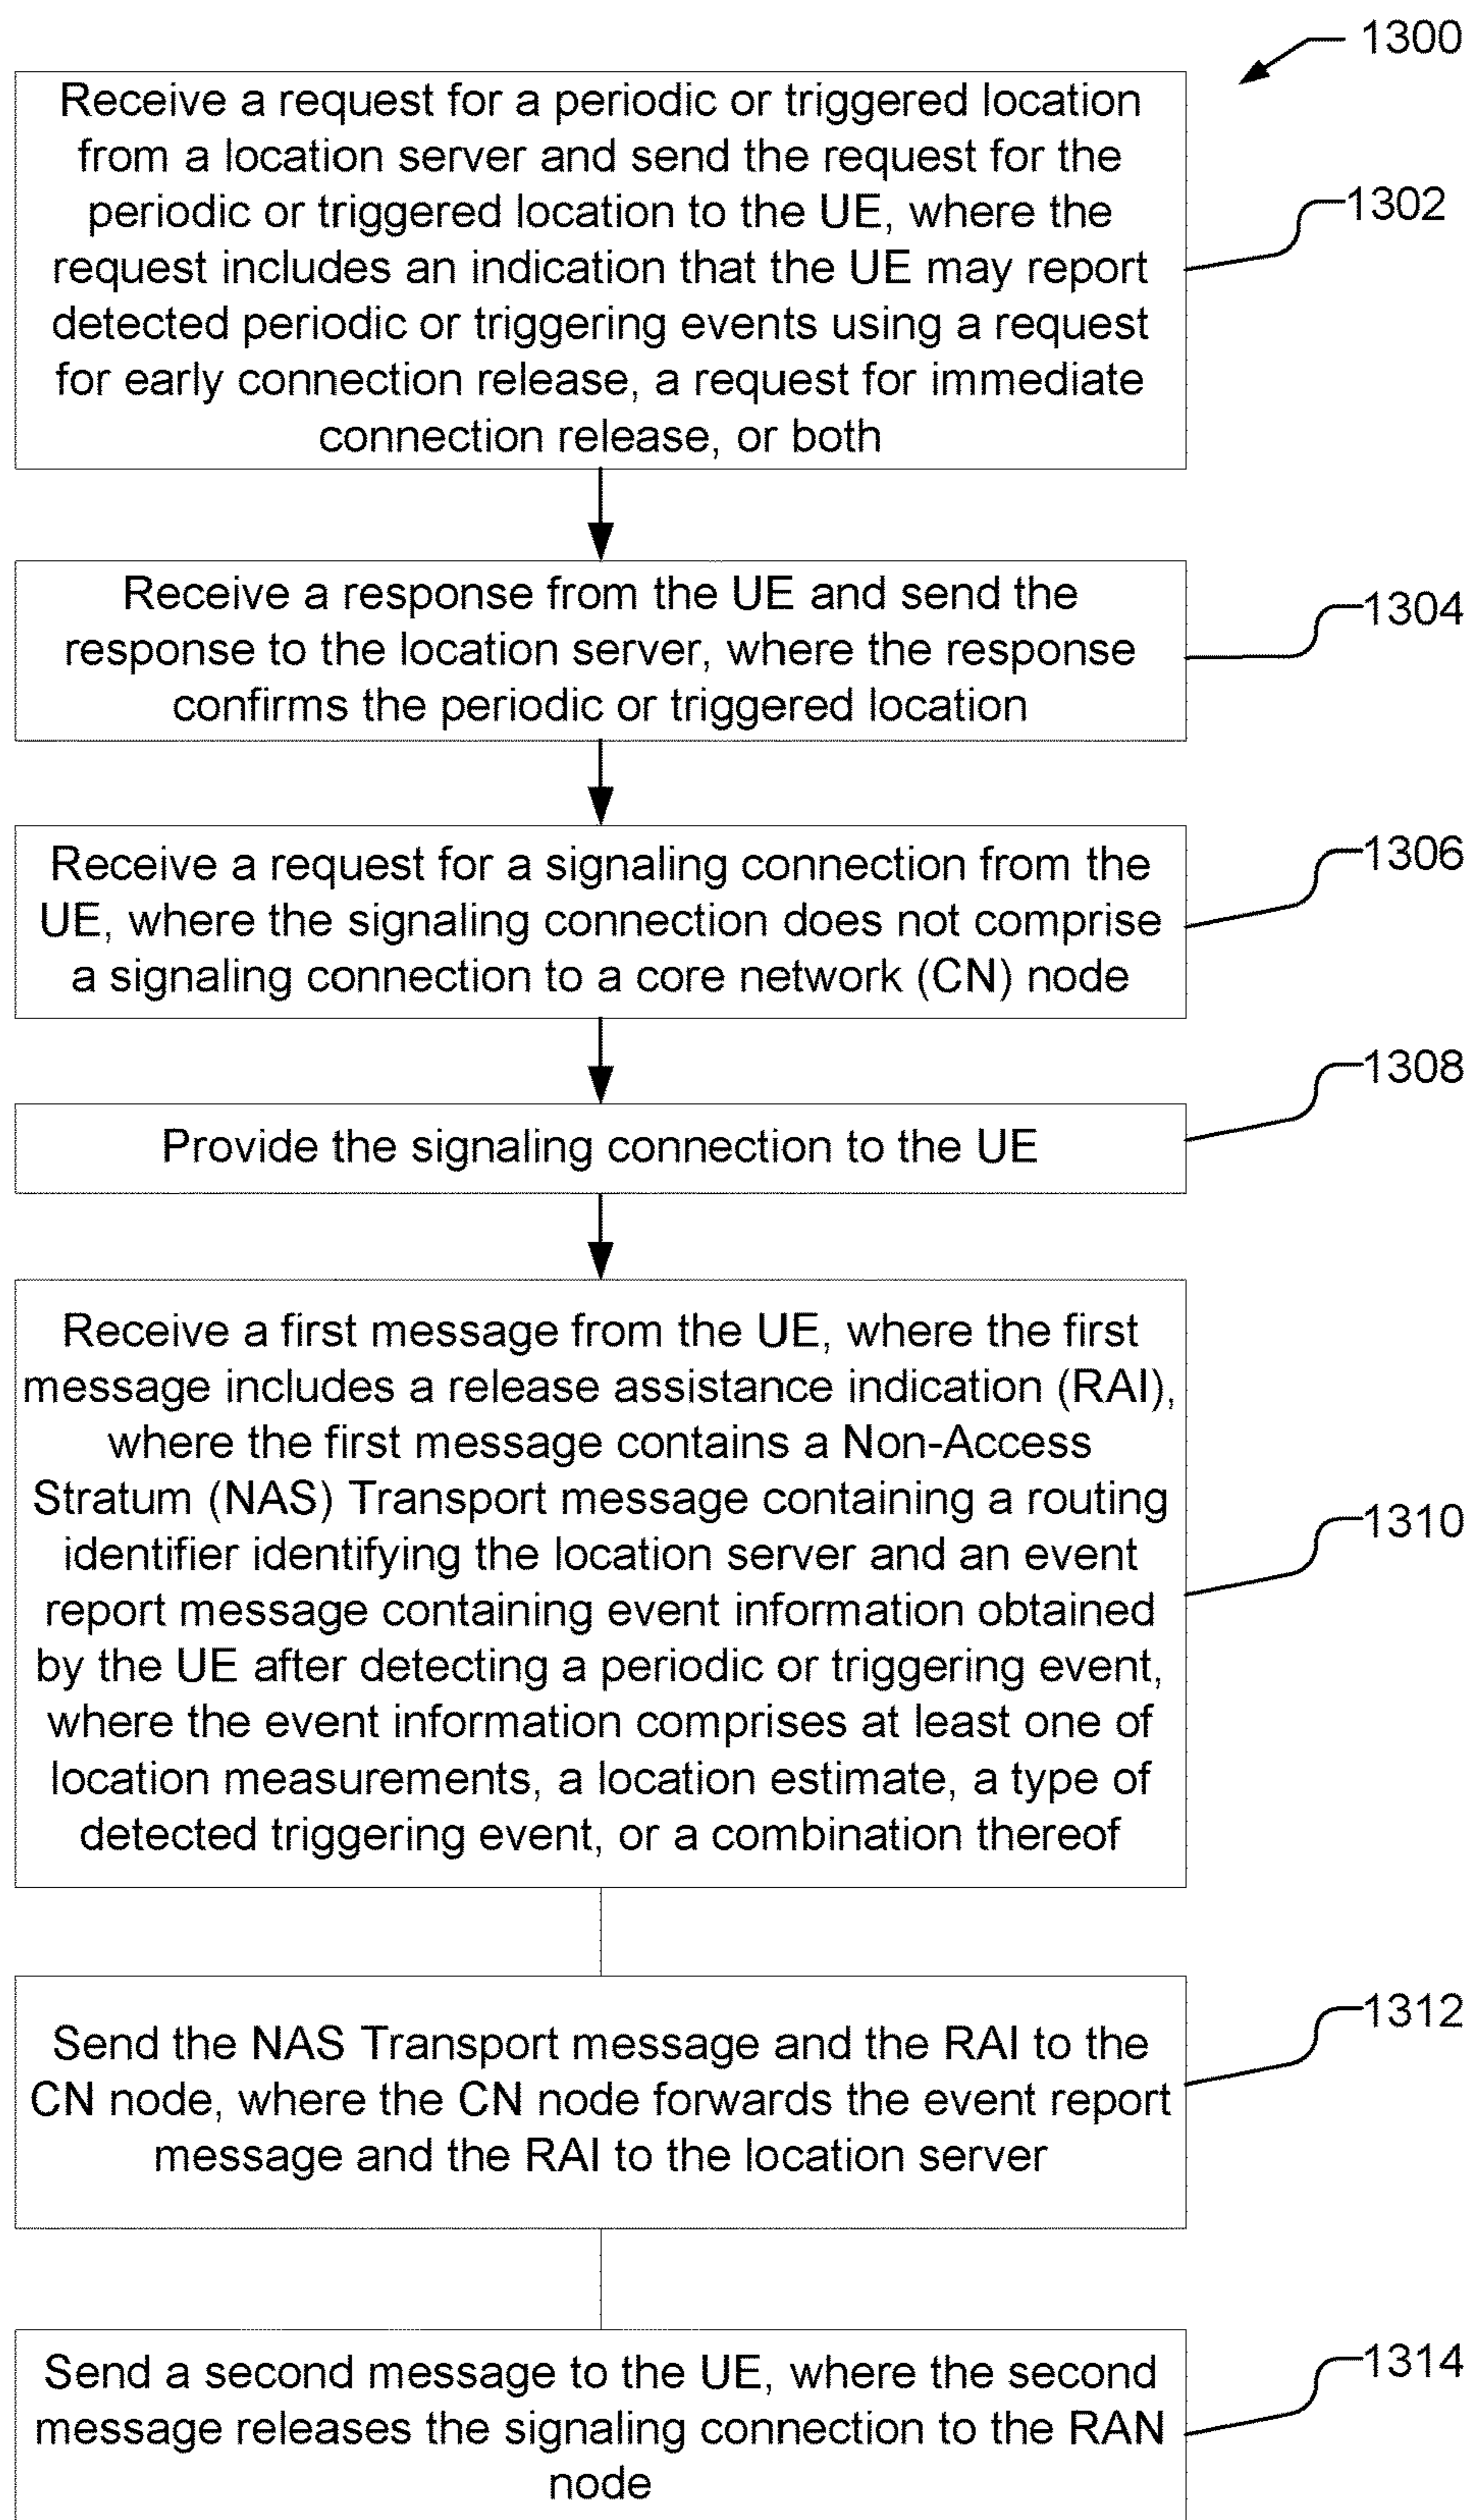 1300
Receive a request for a periodic or triggered location
from a location server and send the request for the
periodic or triggered location to the UE, where the
request includes an indication that the UE may report
detected periodic or triggering events using a request
for early connection release, a request for immediate
connection release, or both
1302
Receive a response from the UE and send the
response to the location server, where the response
confirms the periodic or triggered location
1304
Receive a request for a signaling connection from the
UE, where the signaling connection does not comprise
a signaling connection to a core network (CN) node
1306
Provide the signaling connection to the UE
1308
Receive a first message from the UE, where the first
message includes a release assistance indication (RAI),
where the first message contains a Non-Access
Stratum (NAS) Transport message containing a routing
identifier identifying the location server and an event
report message containing event information obtained
by the UE after detecting a periodic or triggering event,
where the event information comprises at least one of
location measurements, a location estimate, a type of
detected triggering event, or a combination thereof
1310
Send the NAS Transport message and the RAI to the
CN node, where the CN node forwards the event report
message and the RAI to the location server
1312
Send a second message to the UE, where the second
message releases the signaling connection to the RAN
node
1314